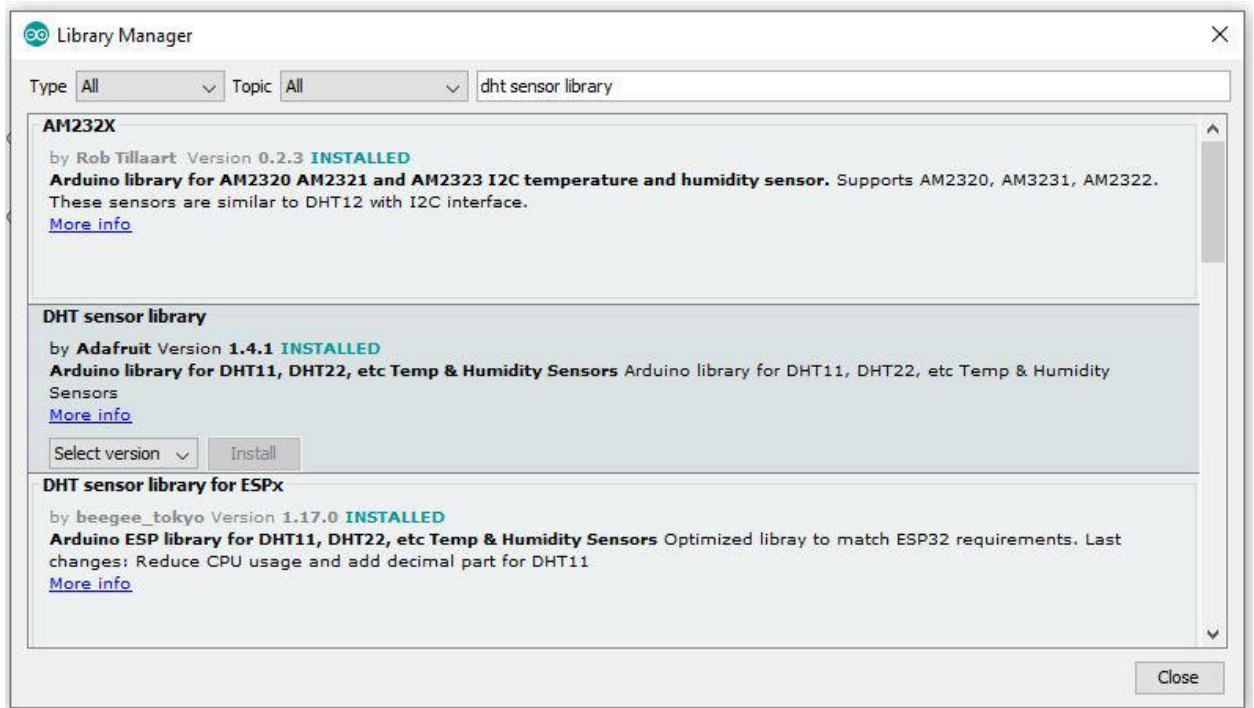 Library Manager
Type All Topic All dht sensor library
AM232X
by Rob Tillaart Version 0.2.3 INSTALLED
Arduino library for AM2320 AM2321 and AM2323 I2C temperature and humidity sensor. Supports AM2320, AM3231, AM2322.
These sensors are similar to DHT12 with I2C interface.
More info
DHT sensor library
by Adafruit Version 1.4.1 INSTALLED
Arduino library for DHT11, DHT22, etc Temp & Humidity Sensors Arduino library for DHT11, DHT22, etc Temp & Humidity
Sensors
More info
Select version Install
DHT sensor library for ESPx
by beegee_tokyo Version 1.17.0 INSTALLED
Arduino ESP library for DHT11, DHT22, etc Temp & Humidity Sensors Optimized libray to match ESP32 requirements. Last
changes: Reduce CPU usage and add decimal part for DHT11
More info
Close